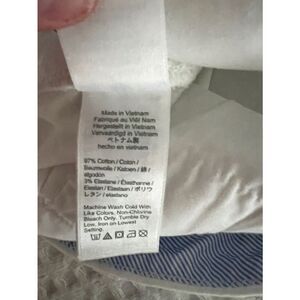 Made in Vietnam
Fabriqué au Viêt Nam
Hergestellt in Vietnam
Vervaardigd in Vietnam
ベトナム製
hecho en vietnam
97% Cotton / Coton /
Baumwolle / Katoen / 綿 /
algodón
3% Elastane / Élasthanne /
Elastan / Elastaan / ポリウ
レタン / elastano
Machine Wash Cold With
Like Colors. Non-Chlorine
Bleach Only. Tumble Dry
Low. Iron on Lowest
Setting.